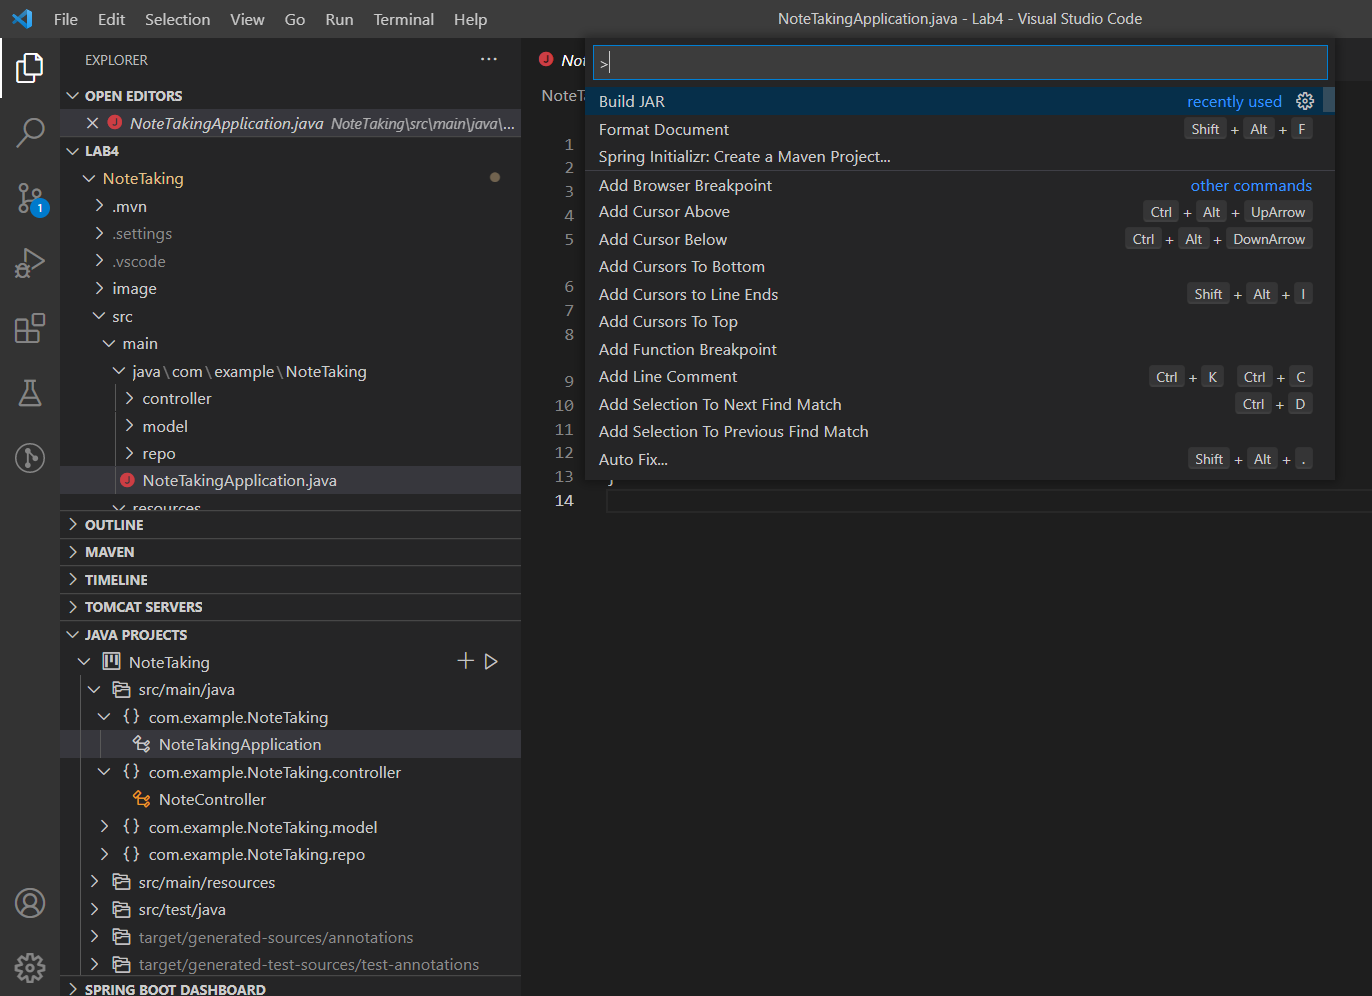 File Edit Selection View Go Run Terminal Help NoteTakingApplication.java - Lab4 - Visual Studio Code
EXPLORER
OPEN EDITORS
NoteTakingApplication.java NoteTaking\src\main\java\...
LAB4
NoteTaking
.mvn
.settings
.vscode
image
src
main
java\com\example\NoteTaking
controller
model
repo
NoteTakingApplication.java
resources
OUTLINE
MAVEN
TIMELINE
TOMCAT SERVERS
JAVA PROJECTS
NoteTaking
src/main/java
com.example.NoteTaking
NoteTakingApplication
com.example.NoteTaking.controller
NoteController
com.example.NoteTaking.model
com.example.NoteTaking.repo
src/main/resources
src/test/java
target/generated-sources/annotations
target/generated-test-sources/test-annotations
SPRING BOOT DASHBOARD
1
>
Build JAR recently used
Format Document Shift + Alt + F
Spring Initializr: Create a Maven Project...
Add Browser Breakpoint other commands
Add Cursor Above Ctrl + Alt + UpArrow
Add Cursor Below Ctrl + Alt + DownArrow
Add Cursors To Bottom
Add Cursors to Line Ends Shift + Alt + I
Add Cursors To Top
Add Function Breakpoint
Add Line Comment Ctrl + K Ctrl + C
Add Selection To Next Find Match Ctrl + D
Add Selection To Previous Find Match
Auto Fix... Shift + Alt + .
1
2
3
4
5
6
7
8
9
10
11
12
13
14